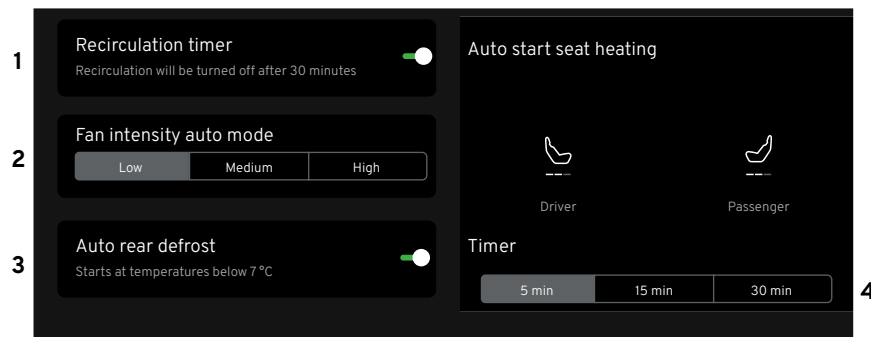 1
Recirculation timer
Recirculation will be turned off after 30 minutes
2
Fan intensity auto mode
Low Medium High
3
Auto rear defrost
Starts at temperatures below 7 °C
Auto start seat heating
Driver Passenger
Timer
5 min 15 min 30 min
4